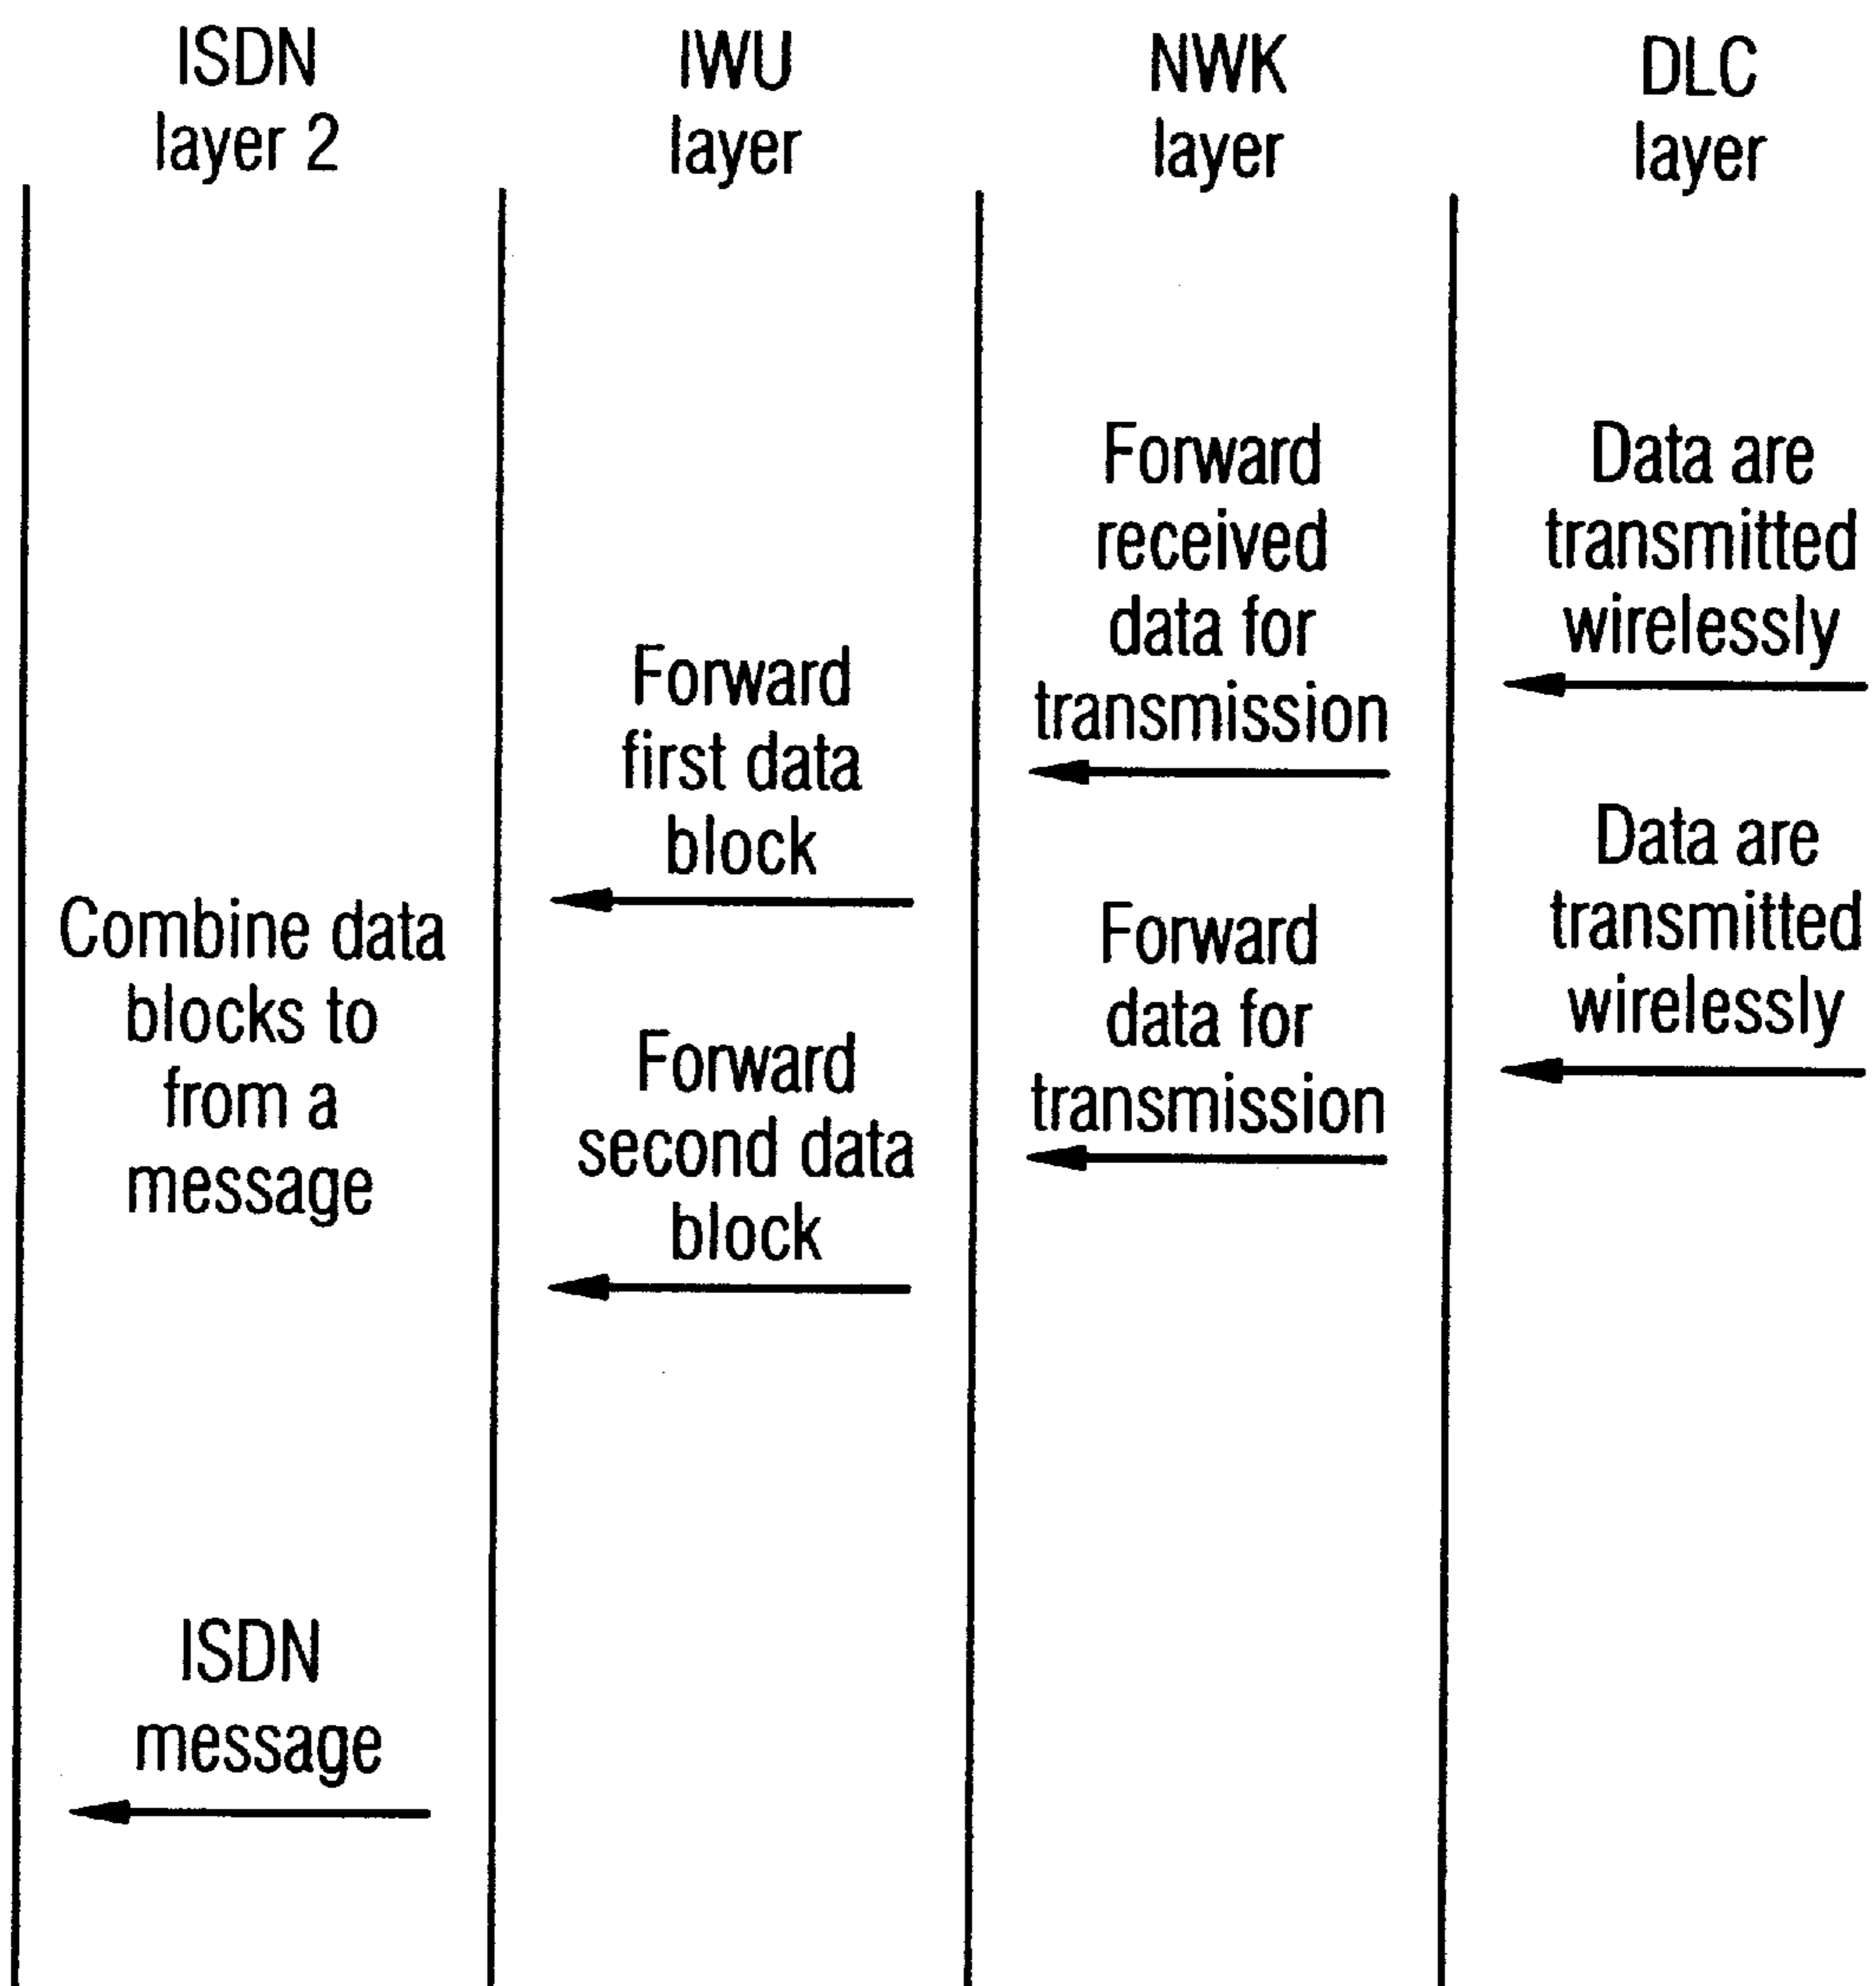 ISDN
layer 2
IWU
layer
NWK
layer
DLC
layer
Combine data
blocks to
from a
message
ISDN
message
Forward
first data
block
Forward
second data
block
Forward
received
data for
transmission
Forward
data for
transmission
Data are
transmitted
wirelessly
Data are
transmitted
wirelessly